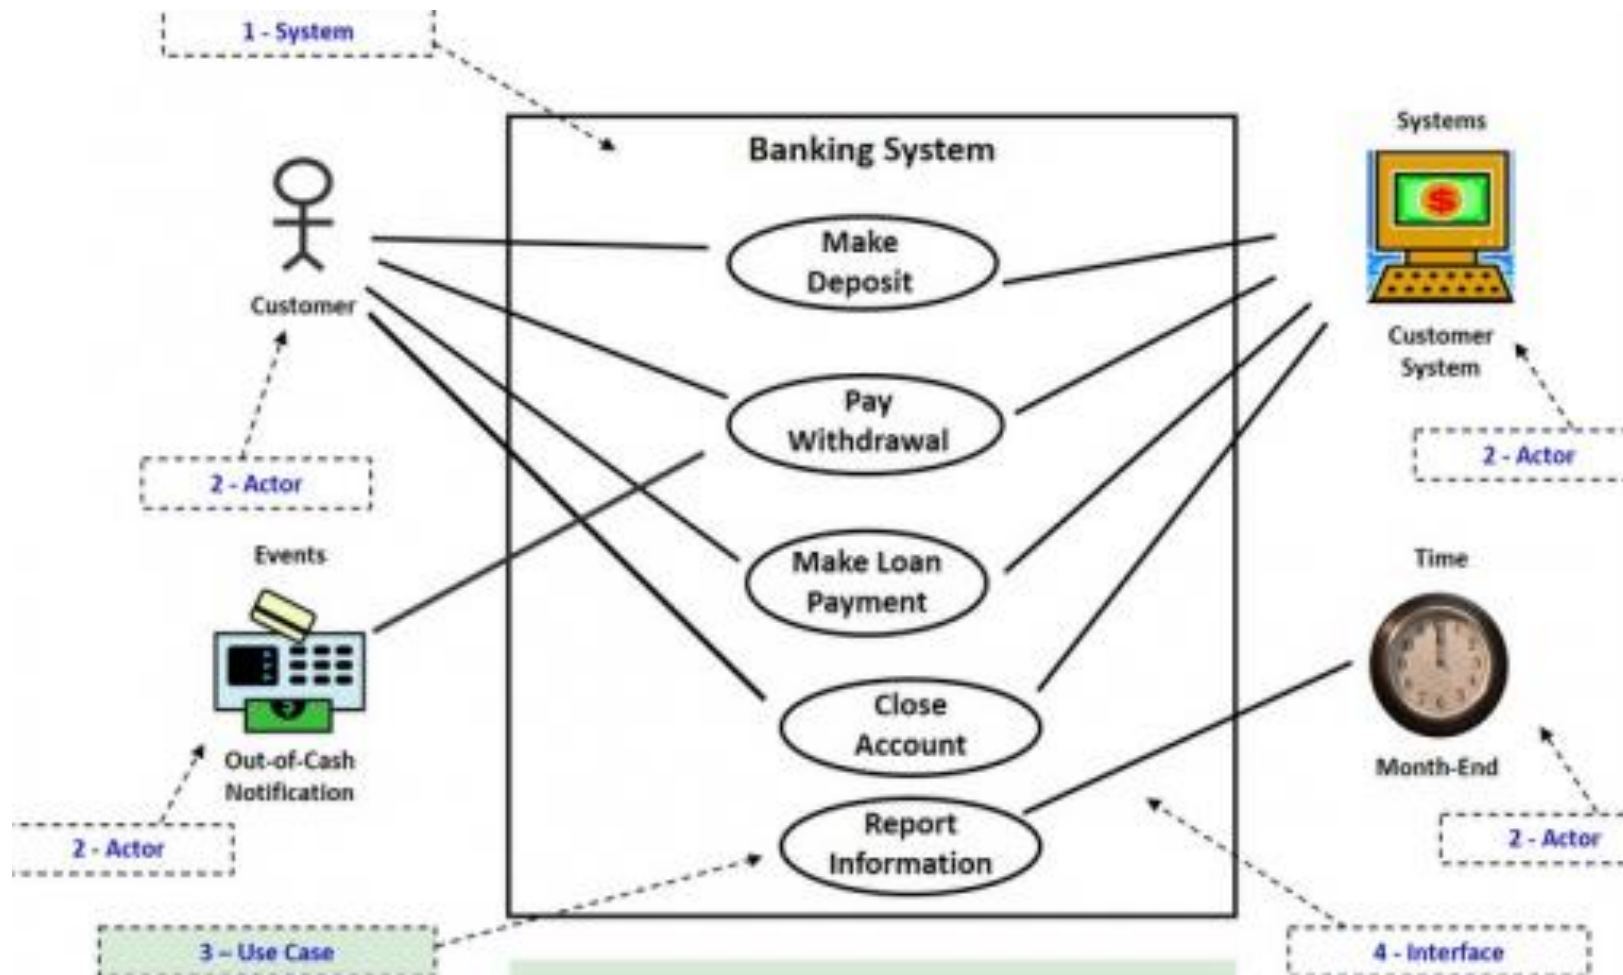 1 - System
Banking System
Systems
Make
Deposit
Customer
Customer
System
Pay
Withdrawal
2 - Actor
2 - Actor
Events
Time
Make Loan
Payment
Close
Account
Out-of-Cash
Notification
Month-End
2 - Actor
2 - Actor
Report
Information
3 – Use Case
4 - Interface